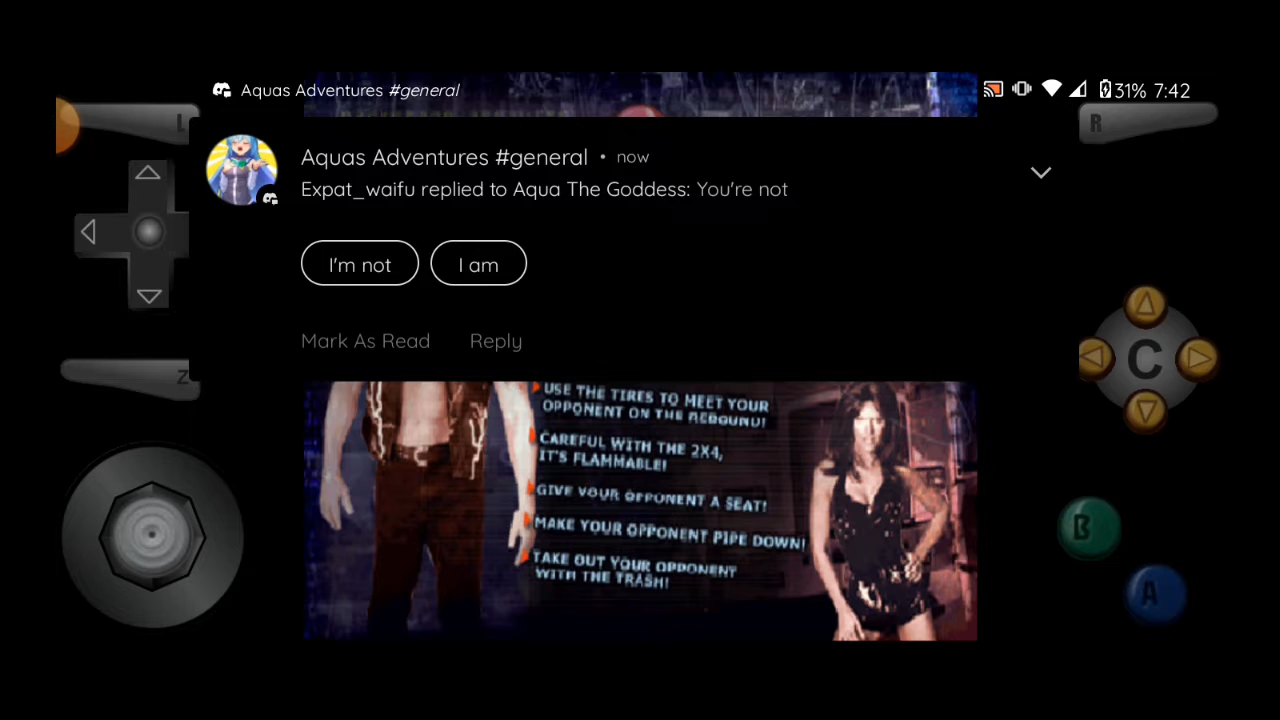 Aquas Adventures #general
31% 7:42
L
R
Aquas Adventures #general • now
Expat_waifu replied to Aqua The Goddess: You're not
I'm not
I am
Mark As Read
Reply
Z
C
USE THE TIRES TO MEET YOUR
OPPONENT ON THE REBOUND!
CAREFUL WITH THE 2X4,
IT'S FLAMMABLE!
GIVE YOUR OPPONENT A SEAT!
MAKE YOUR OPPONENT PIPE DOWN!
TAKE OUT YOUR OPPONENT
WITH THE TRASH!
B
A